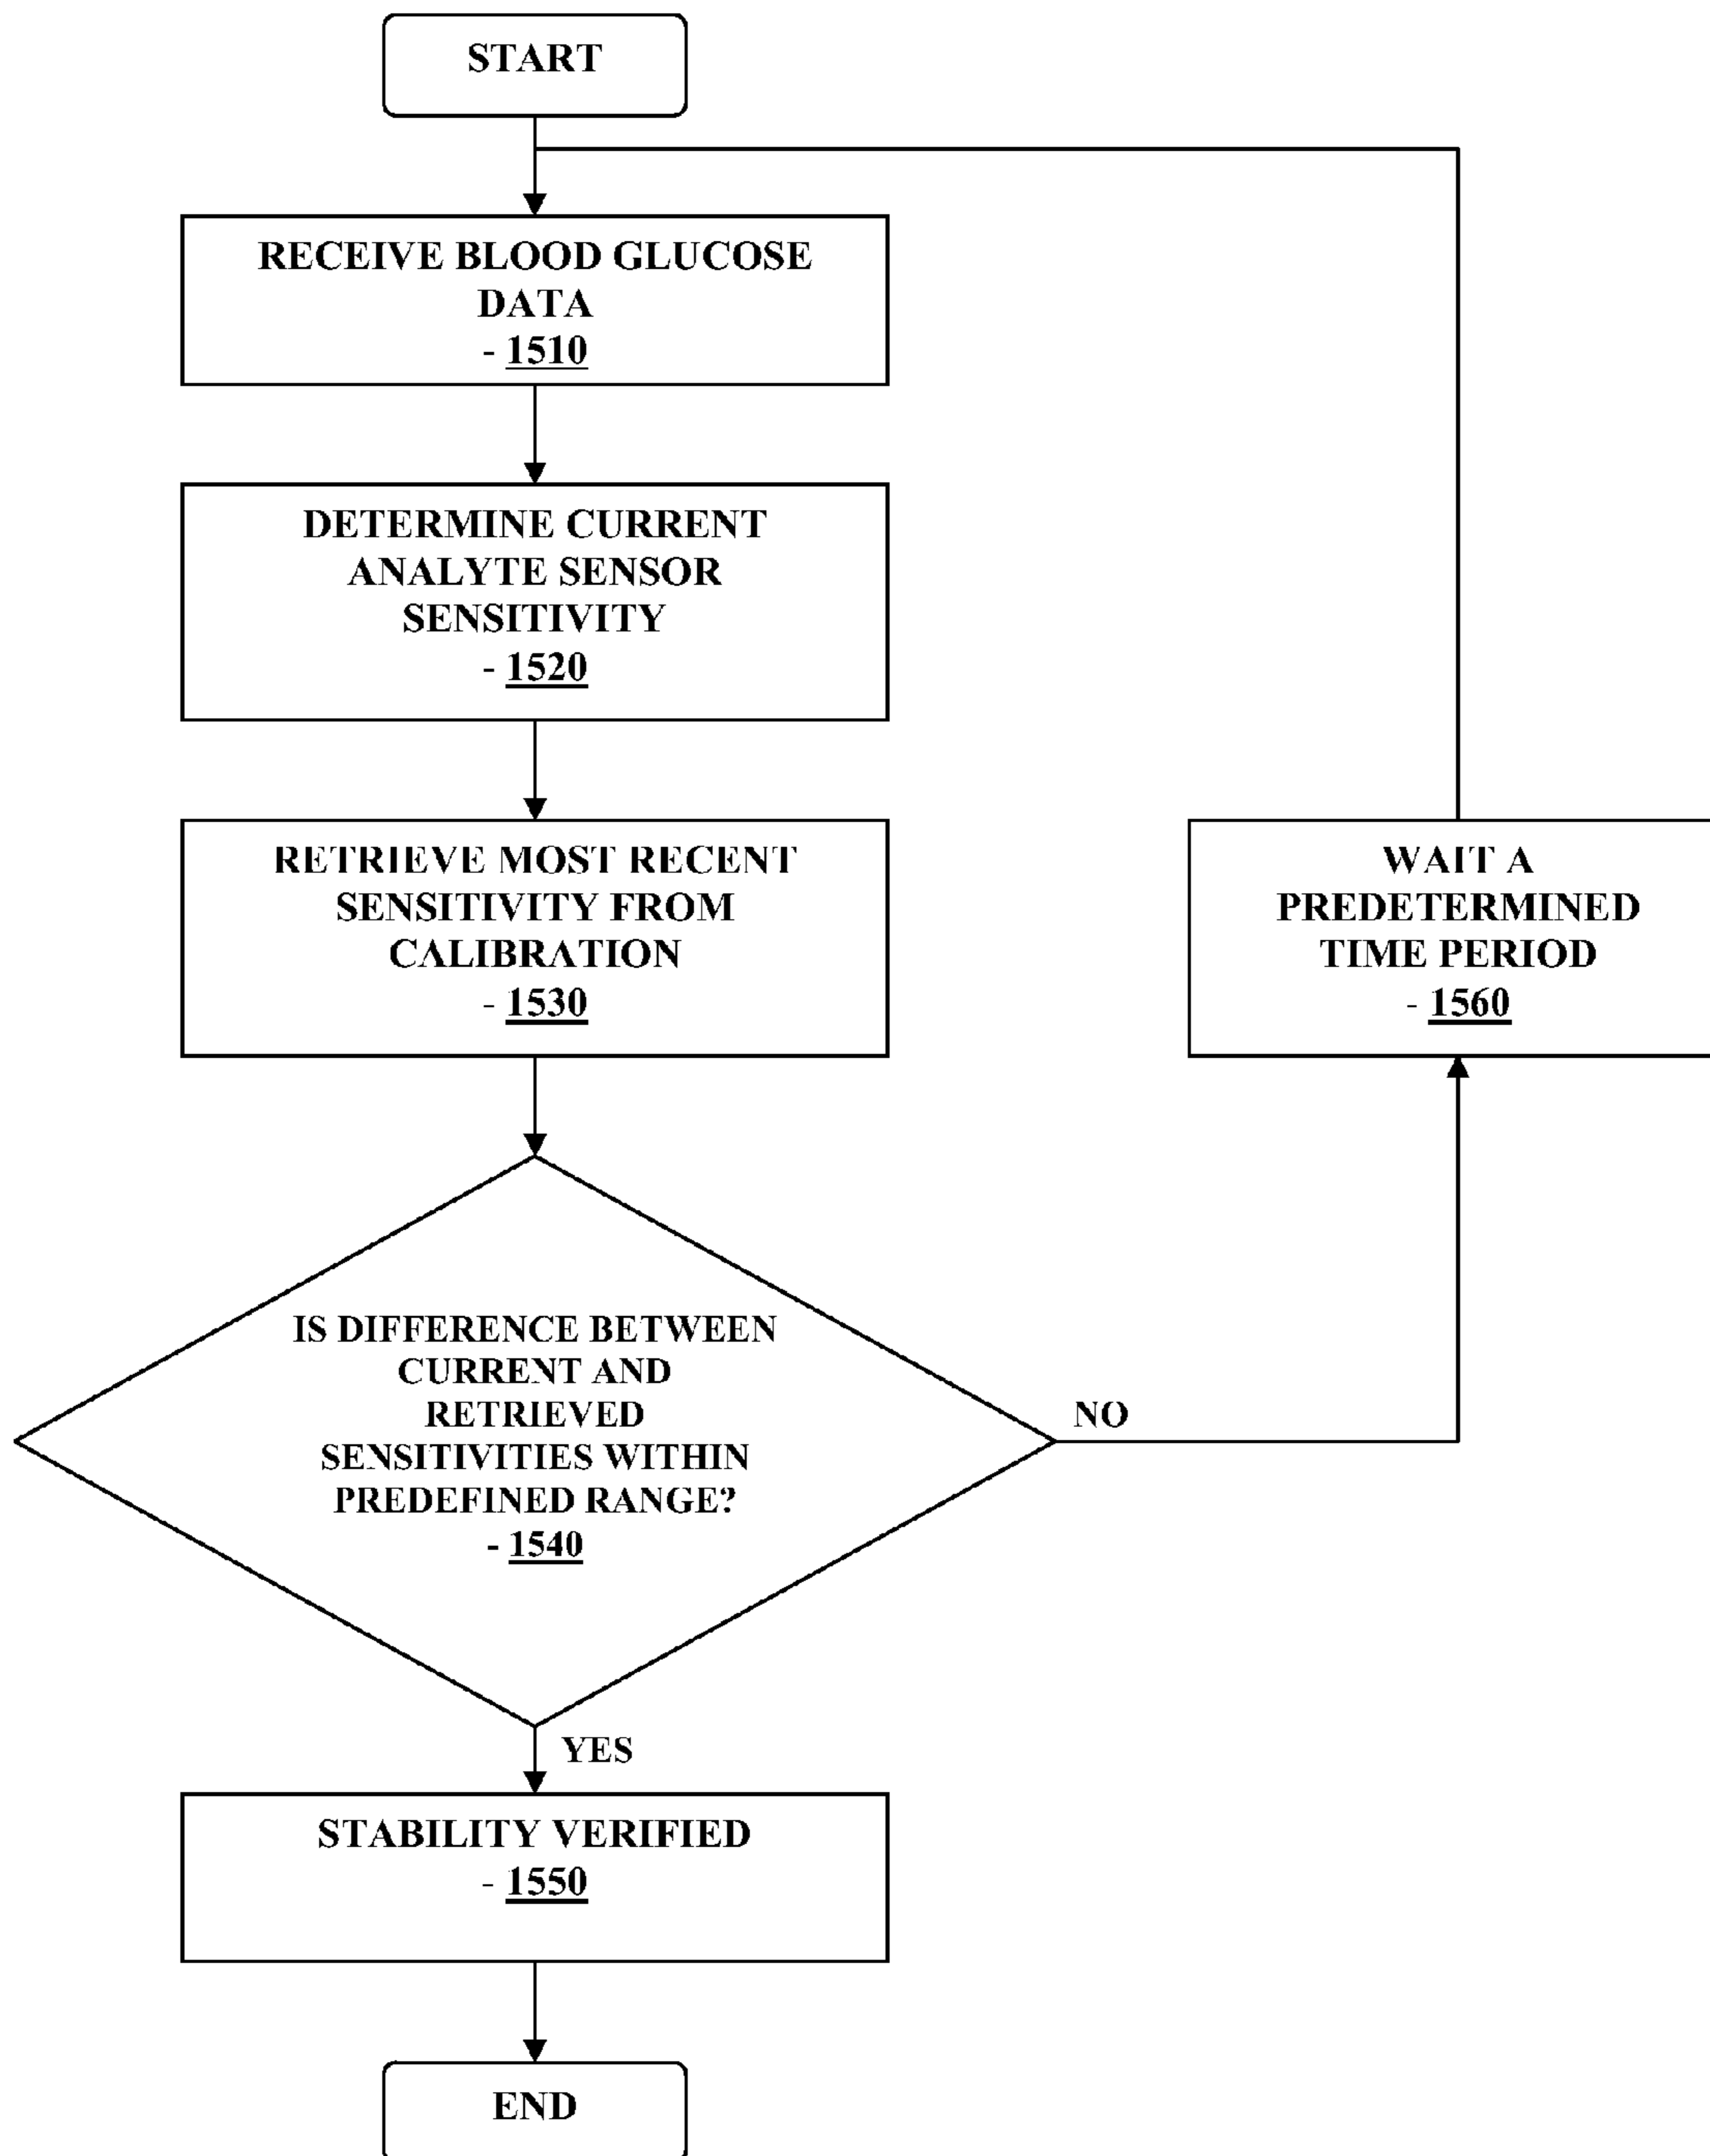 START
RECEIVE BLOOD GLUCOSE
DATA
- 1510
DETERMINE CURRENT
ANALYTE SENSOR
SENSITIVITY
- 1520
RETRIEVE MOST RECENT
SENSITIVITY FROM
CALIBRATION
- 1530
WAIT A
PREDETERMINED
TIME PERIOD
- 1560
IS DIFFERENCE BETWEEN
CURRENT AND
RETRIEVED
SENSITIVITIES WITHIN
PREDEFINED RANGE?
- 1540
NO
YES
STABILITY VERIFIED
- 1550
END